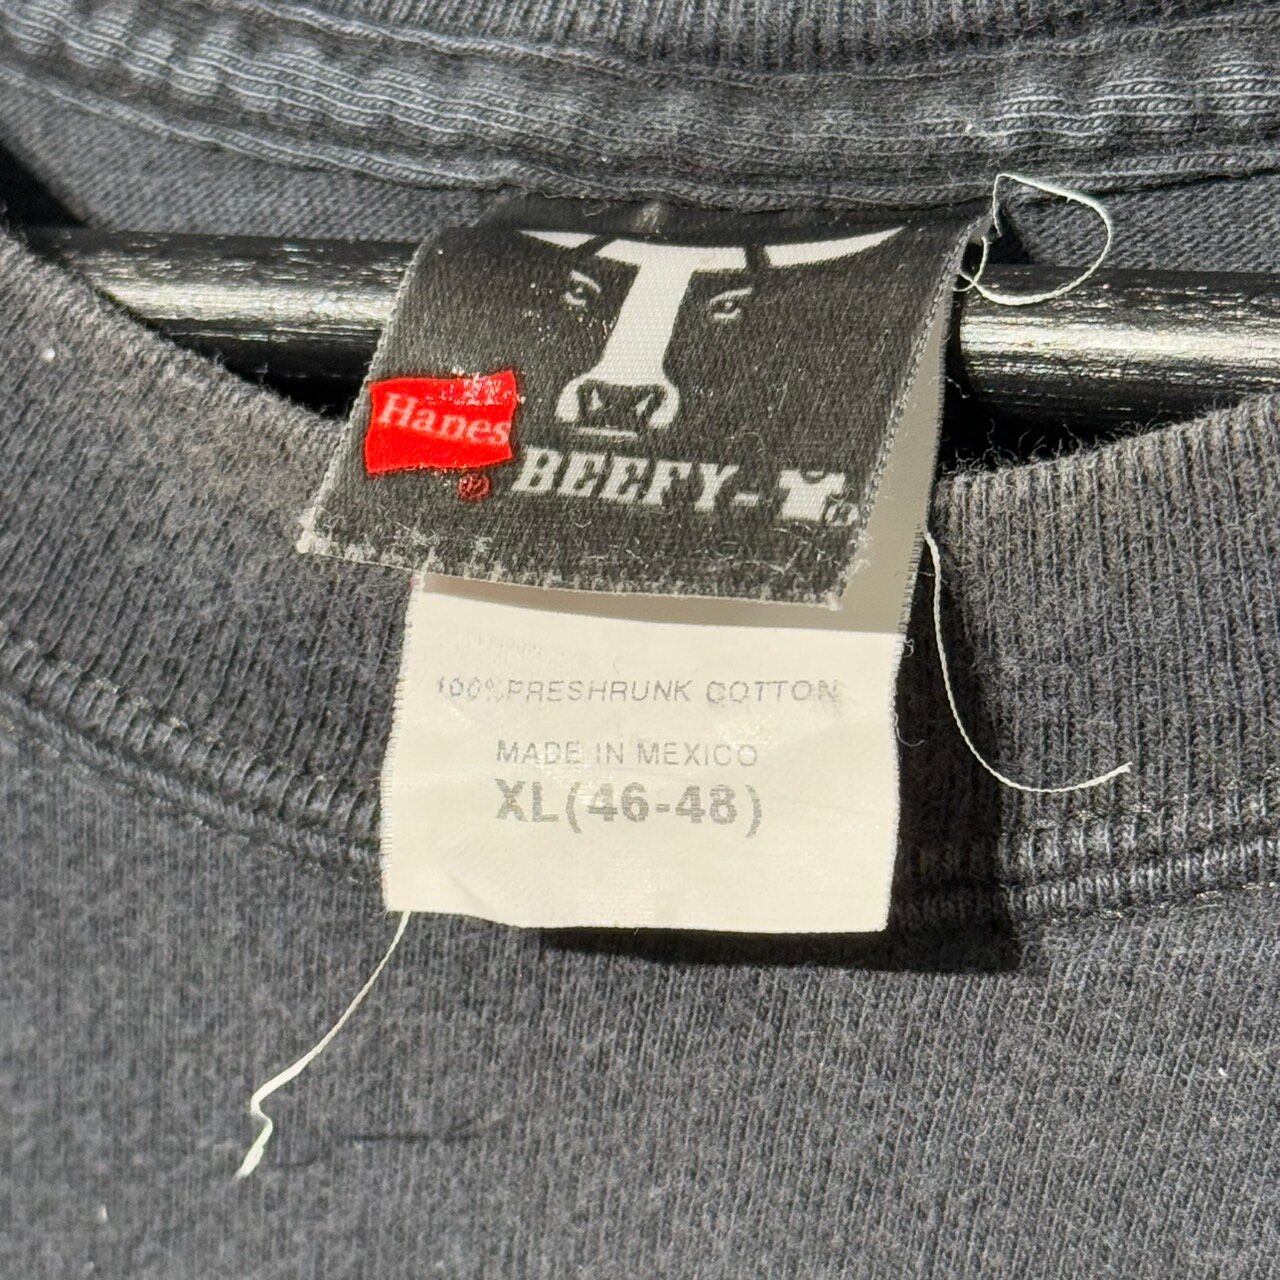 Hanes
®
BEEFY-T®
100% PRESHRUNK COTTON
MADE IN MEXICO
XL(46-48)